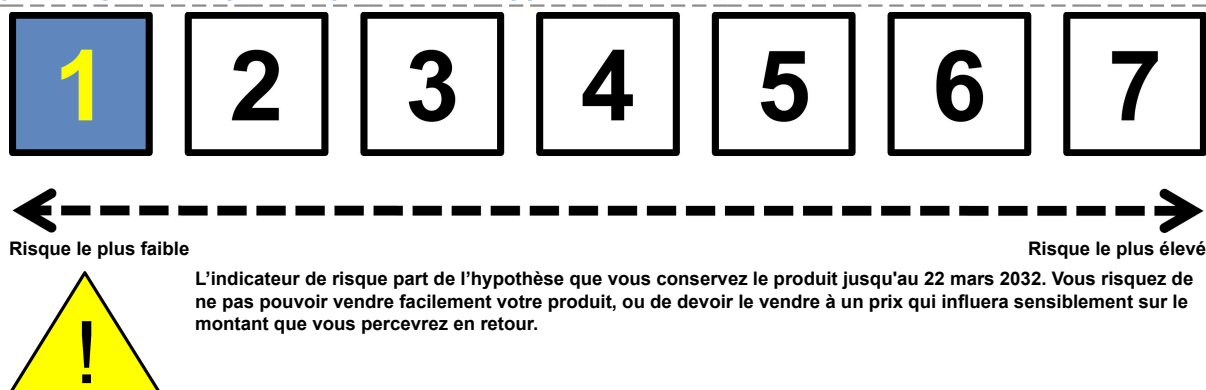 1 2 3 4 5 6 7
Risque le plus faible Risque le plus élevé
L’indicateur de risque part de l’hypothèse que vous conservez le produit jusqu'au 22 mars 2032. Vous risquez de
ne pas pouvoir vendre facilement votre produit, ou de devoir le vendre à un prix qui influera sensiblement sur le
montant que vous percevrez en retour.
!